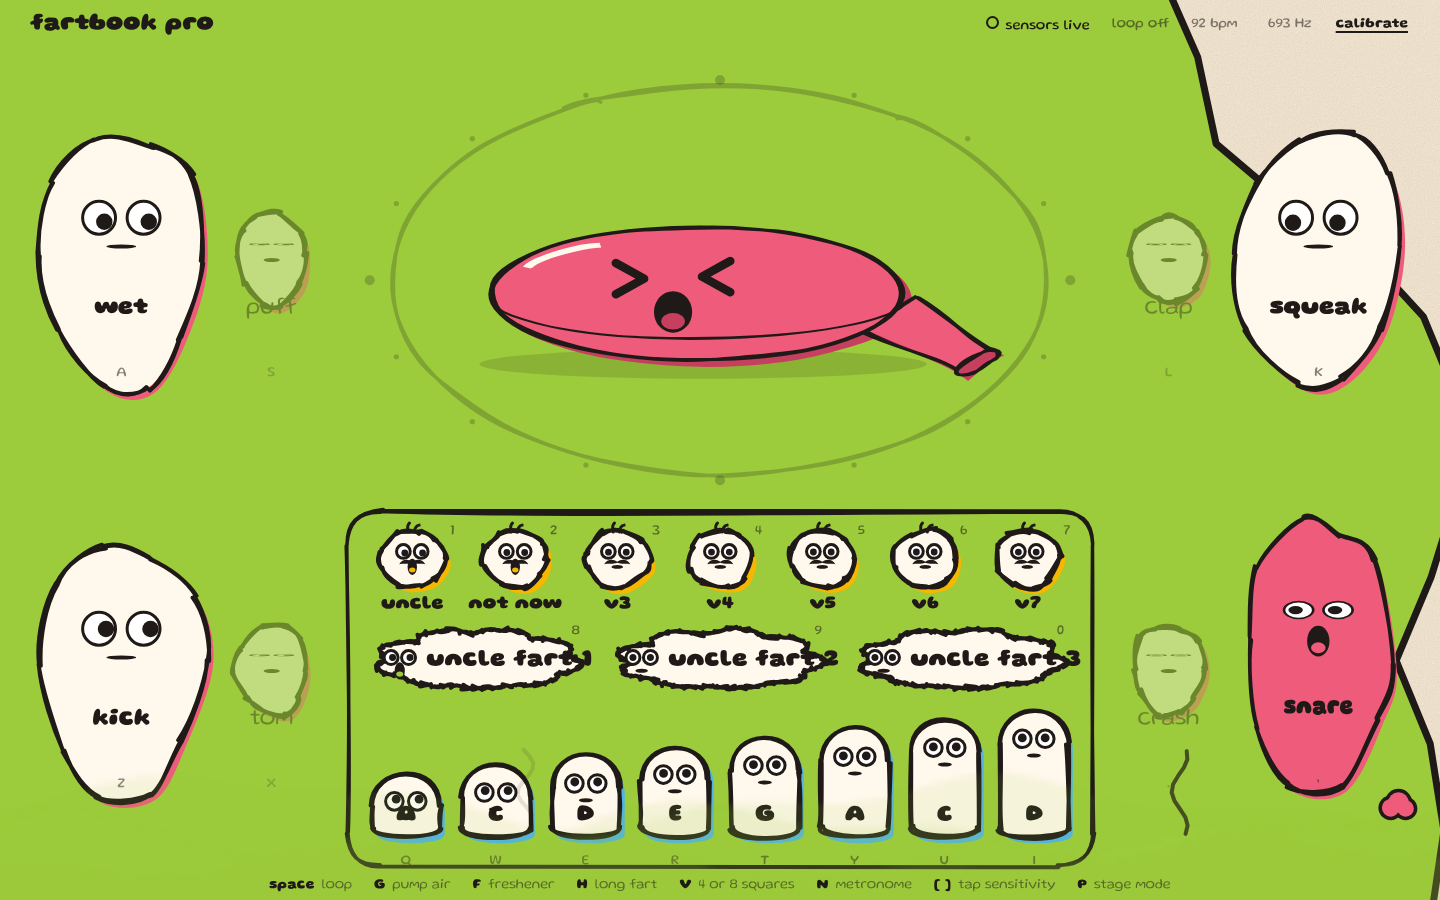 fartbook pro
sensors live loop off 92 bpm 693 Hz calibrate
wet
A
puff
S
clap
L
squeak
K
1 2 3 4 5 6 7
uncle not now v3 v4 v5 v6 v7
8 9 0
uncle fart 1 uncle fart 2 uncle fart 3
kick
Z
tom
X
crash
snare
C D E G A C D
Q W E R T Y U I
space loop G pump air F freshener H long fart V 4 or 8 squares N metronome [ ] tap sensitivity P stage mode